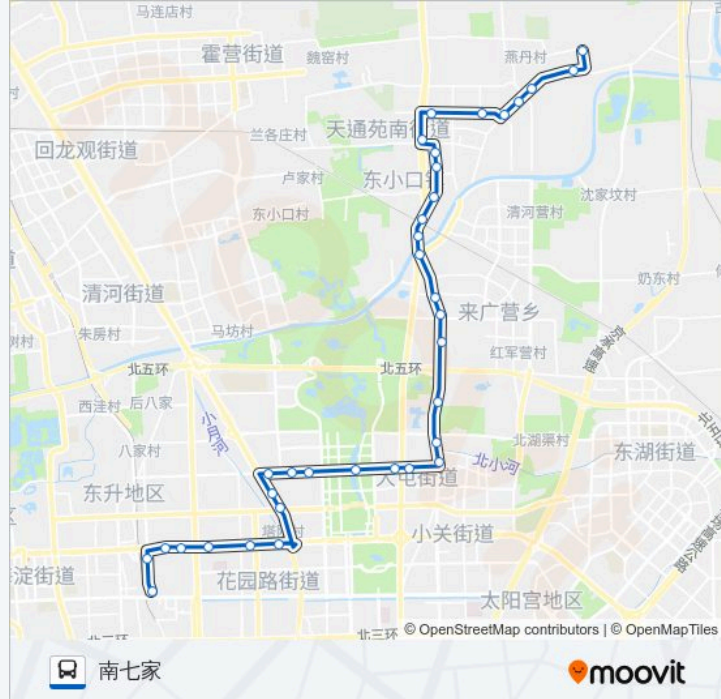 马连店村
霍营街道
魏窑村
燕丹村
兰各庄村
天通苑南街道
回龙观街道
卢家村
东小口镇
沈家坟村
东小口村
清河营村
奶东村
清河街道
来广营乡
马坊村
朱房村
京承高速
红军营村
北五环
北五环
西洼村
后八家
小月河
八家村
北湖渠村
东湖街道
北小河
东升地区
大屯街道
小关街道
花园路街道
太阳宫地区
© OpenStreetMap contributors | © OpenMapTiles
北三环
南七家
moovit